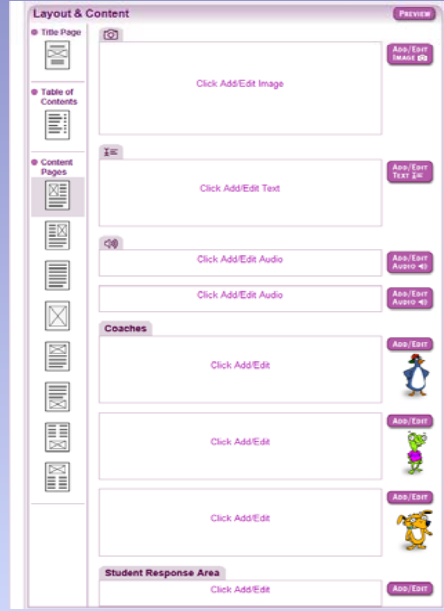 Layout & Content
PREVIEW
Title Page
Table of
Contents
Content
Pages
ADD/EDIT
IMAGE
Click Add/Edit Image
ADD/EDIT
TEXT
Click Add/Edit Text
Click Add/Edit Audio
ADD/EDIT
AUDIO
Click Add/Edit Audio
ADD/EDIT
AUDIO
Coaches
ADD/EDIT
Click Add/Edit
ADD/EDIT
Click Add/Edit
ADD/EDIT
Click Add/Edit
Student Response Area
Click Add/Edit
ADD/EDIT